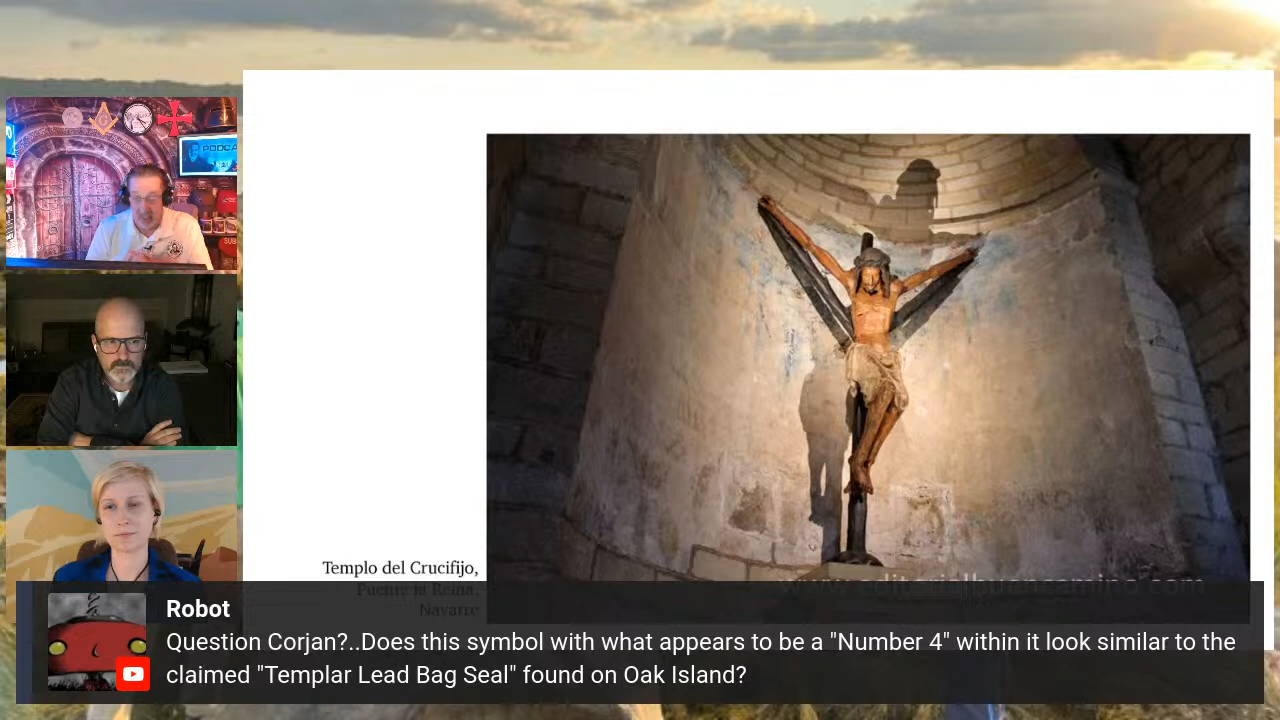 PODCA
SUB
Templo del Crucifijo,
Puente la Reina,
Navarre
www.editorialbuencamino.com
Robot
Question Corjan?..Does this symbol with what appears to be a "Number 4" within it look similar to the
claimed "Templar Lead Bag Seal" found on Oak Island?